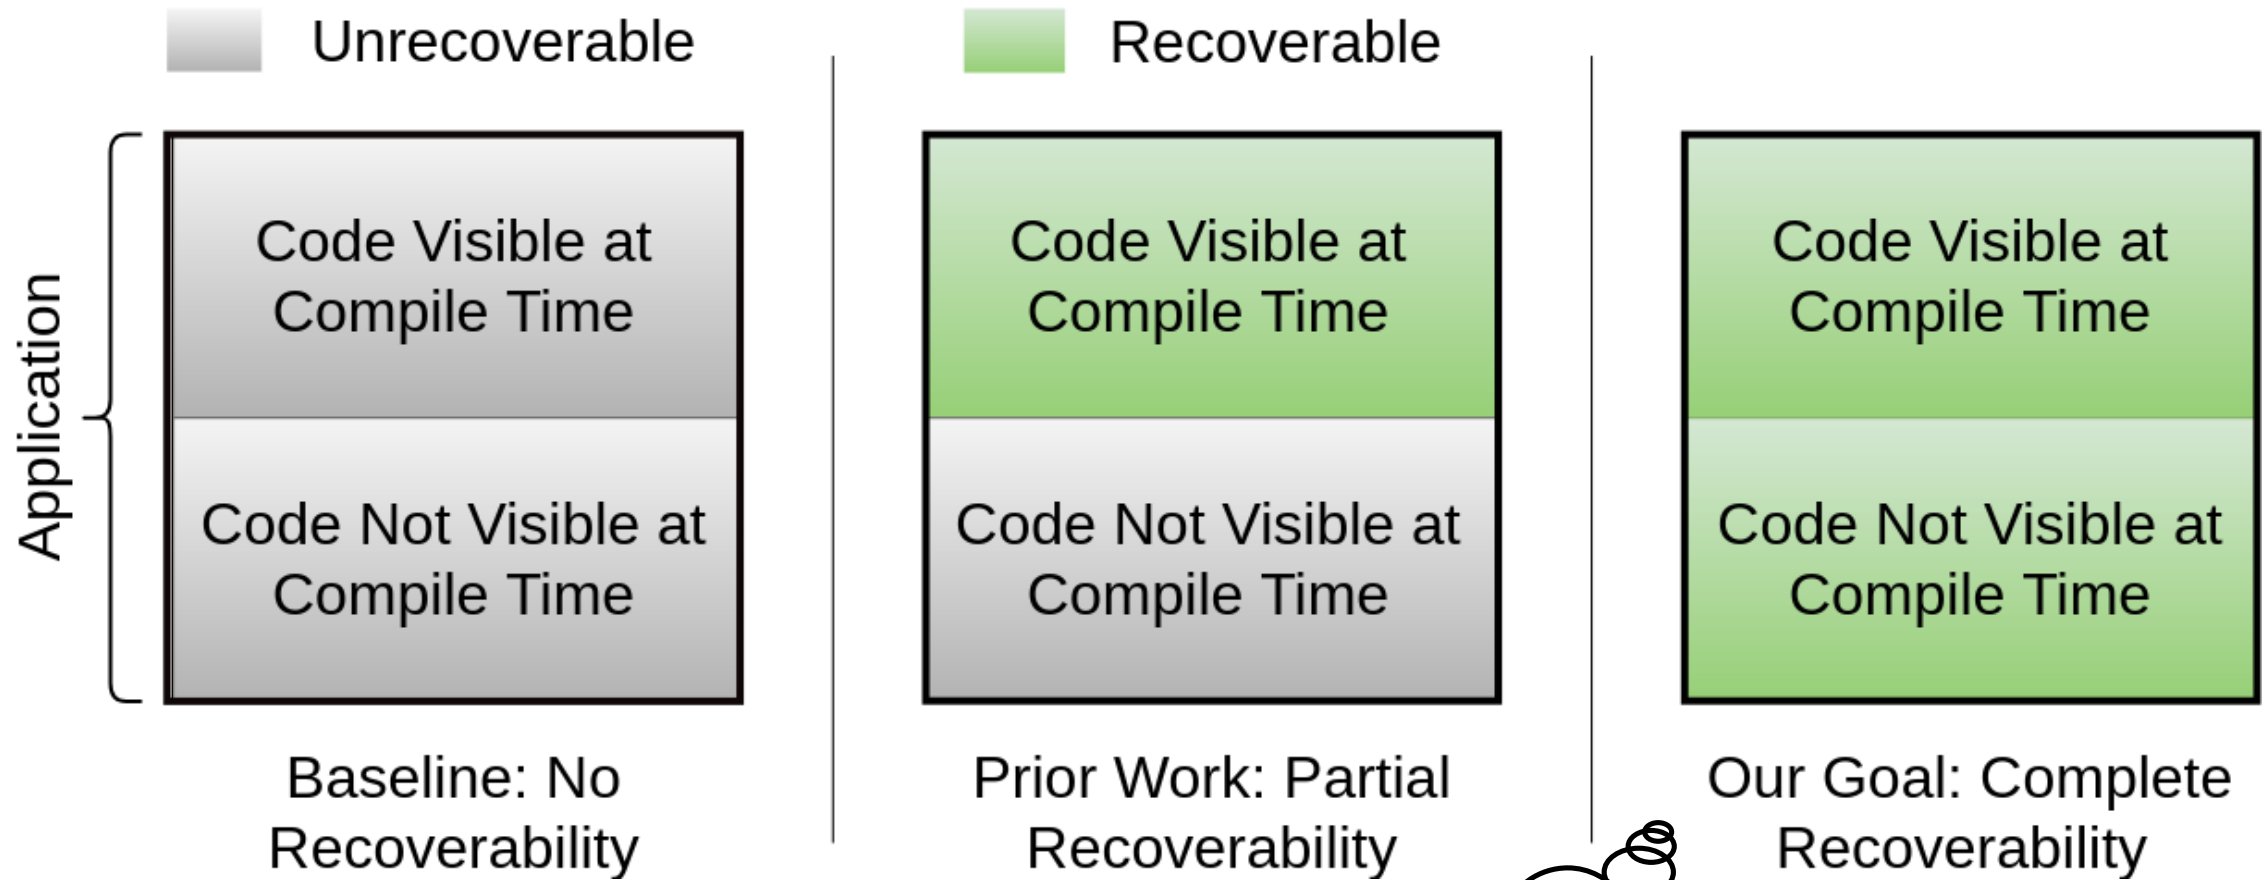 Unrecoverable
Recoverable
Application
Code Visible at
Compile Time
Code Not Visible at
Compile Time
Baseline: No
Recoverability
Code Visible at
Compile Time
Code Not Visible at
Compile Time
Prior Work: Partial
Recoverability
Code Visible at
Compile Time
Code Not Visible at
Compile Time
Our Goal: Complete
Recoverability